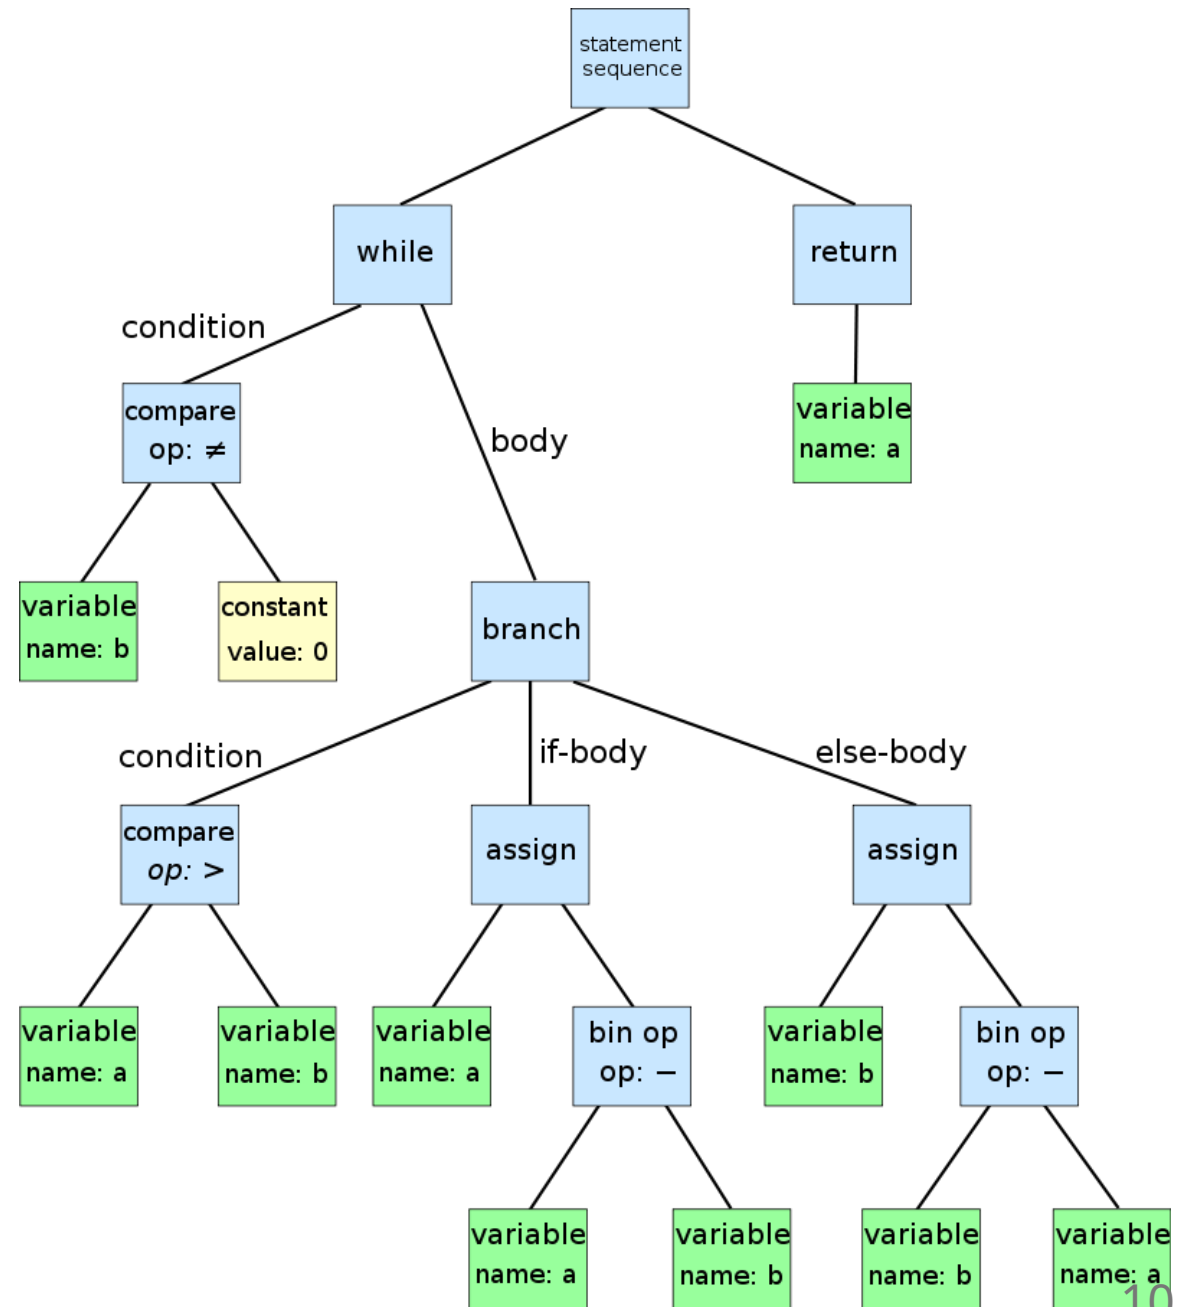 statement
sequence
while
return
condition
compare
op: ≠
body
variable
name: a
variable
name: b
constant
value: 0
branch
condition
if-body
else-body
compare
op: >
assign
assign
variable
name: a
variable
name: b
variable
name: a
bin op
op: −
variable
name: b
bin op
op: −
variable
name: a
variable
name: b
variable
name: b
variable
name: a
10